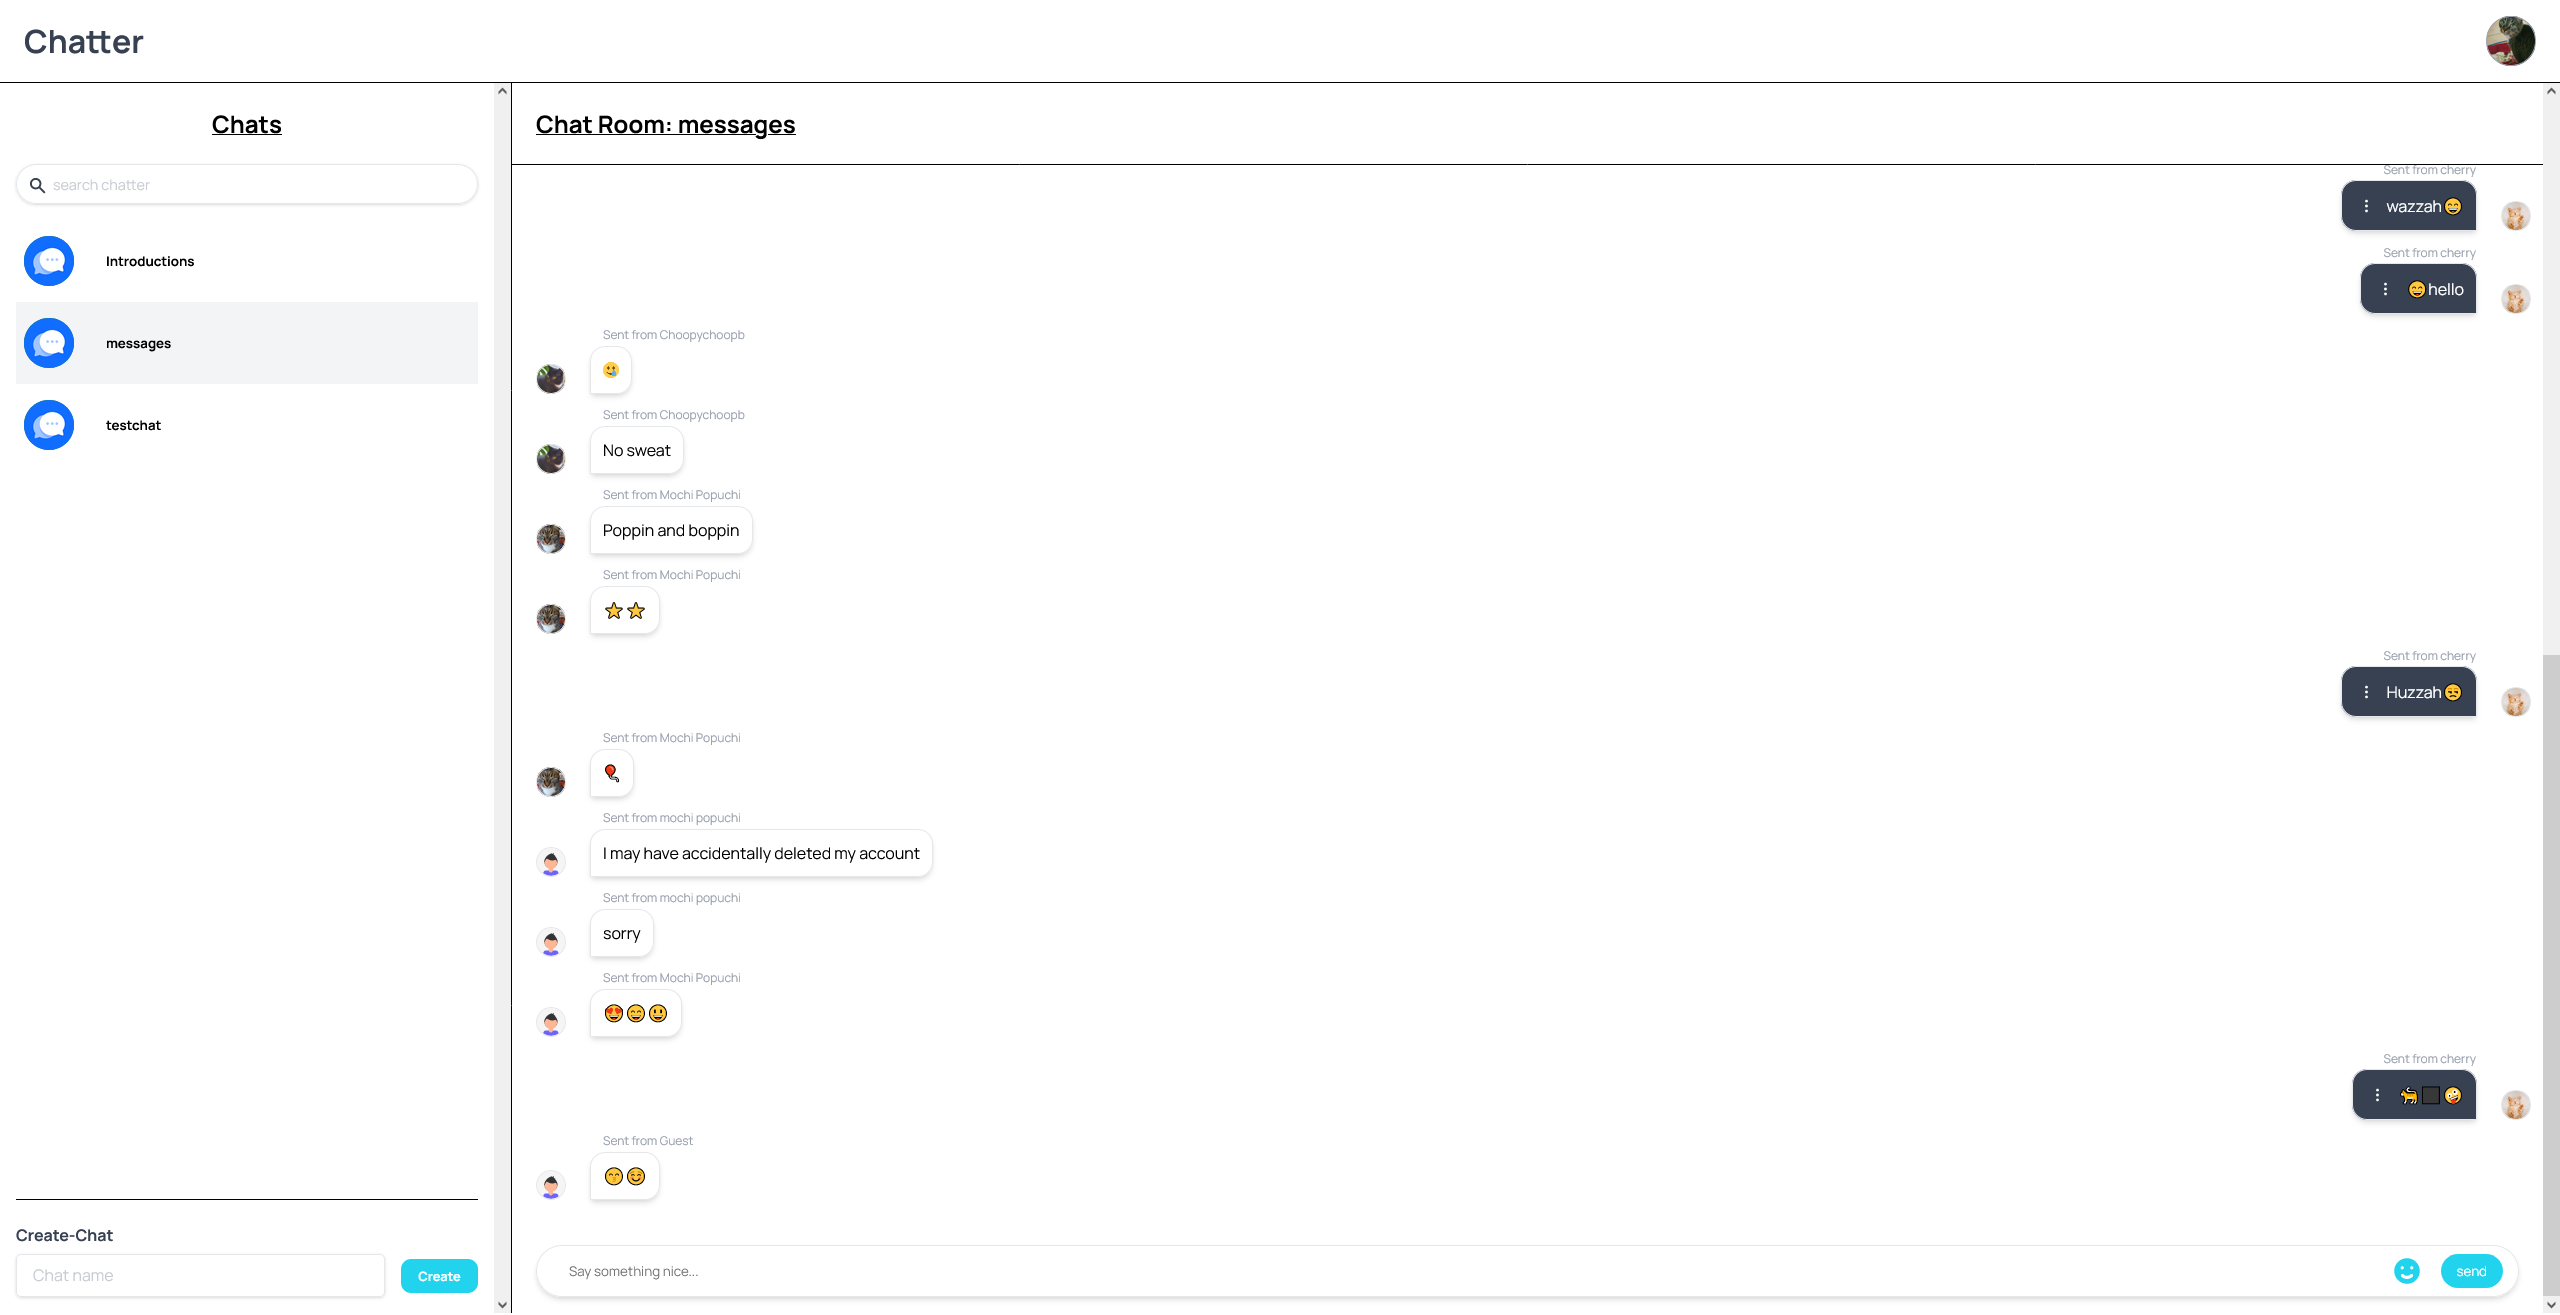 Chatter
Chats
search chatter
Introductions
messages
testchat
Create-Chat
Chat name
Create
Chat Room: messages
Sent from cherry
wazzah😄
Sent from cherry
😄hello
Sent from Choopychoopb
🥲
Sent from Choopychoopb
No sweat
Sent from Mochi Popuchi
Poppin and boppin
Sent from Mochi Popuchi
⭐⭐
Sent from cherry
Huzzah😒
Sent from Mochi Popuchi
🎈
Sent from mochi popuchi
I may have accidentally deleted my account
Sent from mochi popuchi
sorry
Sent from Mochi Popuchi
😍😄😃
Sent from cherry
🐈⬛🤪
Sent from Guest
😙😊
Say something nice...
send